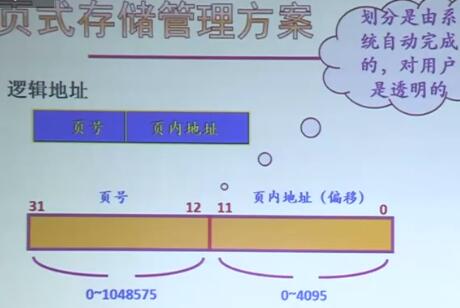 页式存储管理方案
划分是由系
统自动完成
的，对用户
是透明的
逻辑地址
页号 页内地址
页号 页内地址（偏移）
31 12 11 0
0~1048575 0~4095